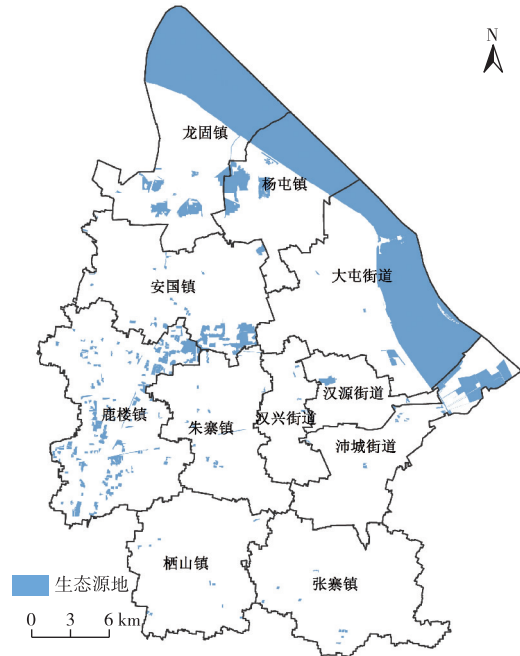 N
龙固镇
杨屯镇
安国镇
大屯街道
鹿楼镇
朱寨镇
汉兴街道
汉源街道
沛城街道
栖山镇
张寨镇
生态源地
0 3 6 km